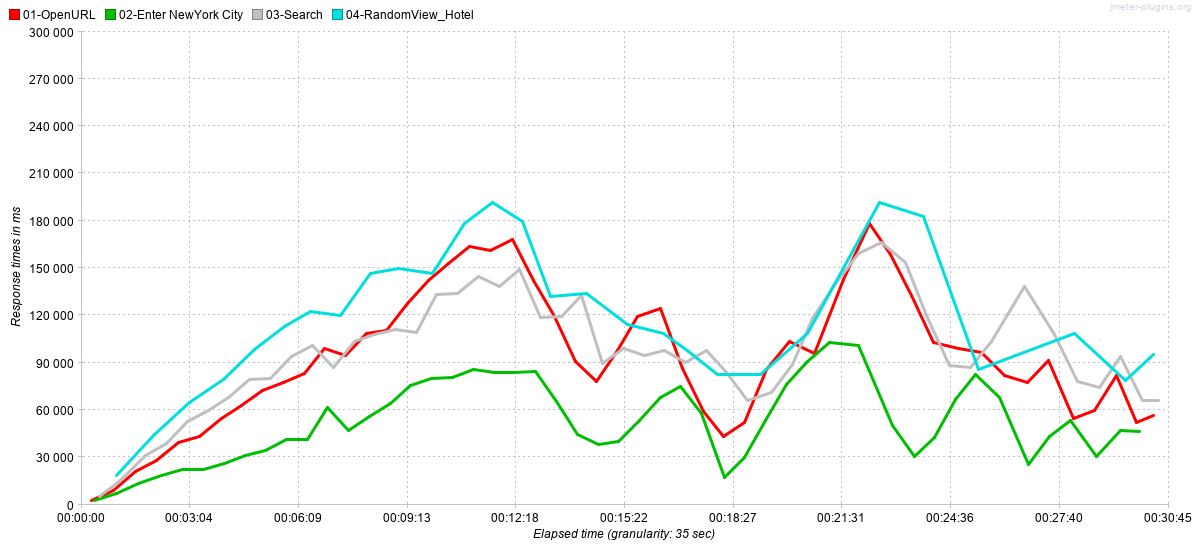 01-OpenURL 02-Enter NewYork City 03-Search 04-RandomView_Hotel
jmeter-plugins.org
300 000
270 000
240 000
210 000
180 000
150 000
120 000
90 000
60 000
30 000
0
Response times in ms
00:00:00 00:03:04 00:06:09 00:09:13 00:12:18 00:15:22 00:18:27 00:21:31 00:24:36 00:27:40 00:30:45
Elapsed time (granularity: 35 sec)